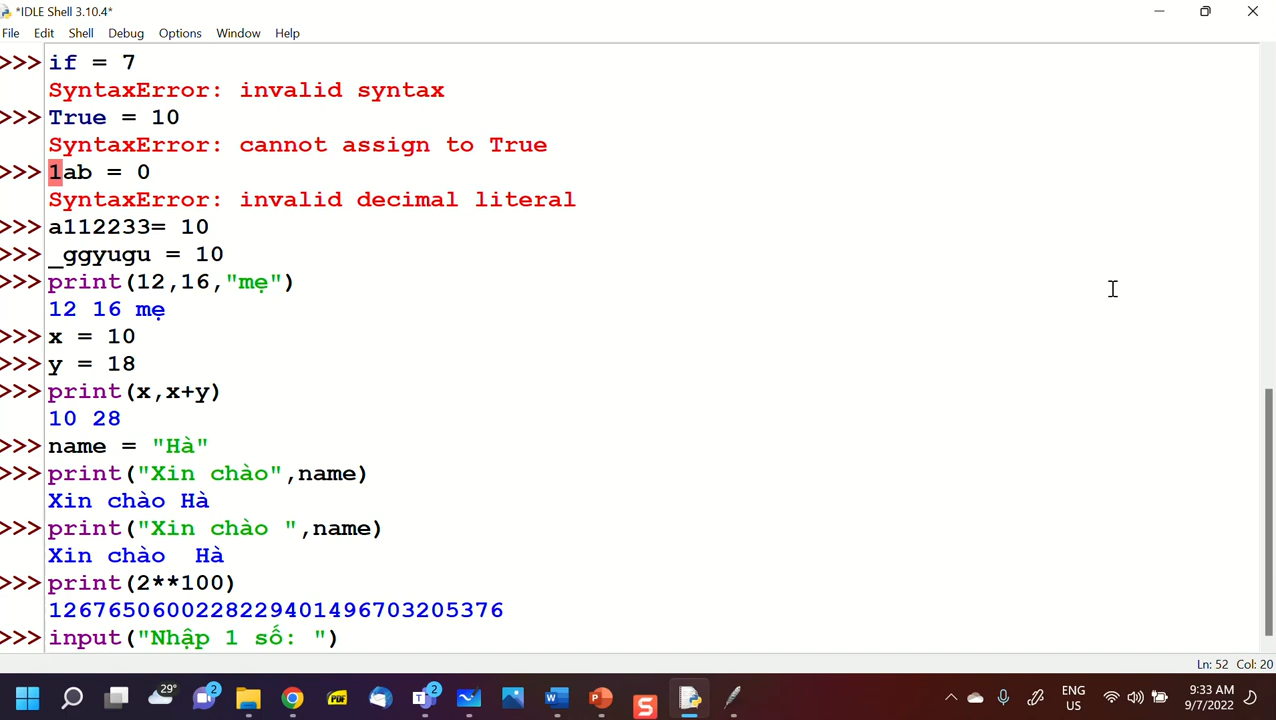 *IDLE Shell 3.10.4*
File Edit Shell Debug Options Window Help
>>> if = 7
SyntaxError: invalid syntax
>>> True = 10
SyntaxError: cannot assign to True
>>> 1ab = 0
SyntaxError: invalid decimal literal
>>> a112233= 10
>>> _ggyugu = 10
>>> print(12,16,"mẹ")
12 16 mẹ
>>> x = 10
>>> y = 18
>>> print(x,x+y)
10 28
>>> name = "Hà"
>>> print("Xin chào",name)
Xin chào Hà
>>> print("Xin chào ",name)
Xin chào  Hà
>>> print(2**100)
1267650600228229401496703205376
>>> input("Nhập 1 số: ")
Ln: 52 Col: 20
29°
2
2
PDF
ENG
US
9:33 AM
9/7/2022